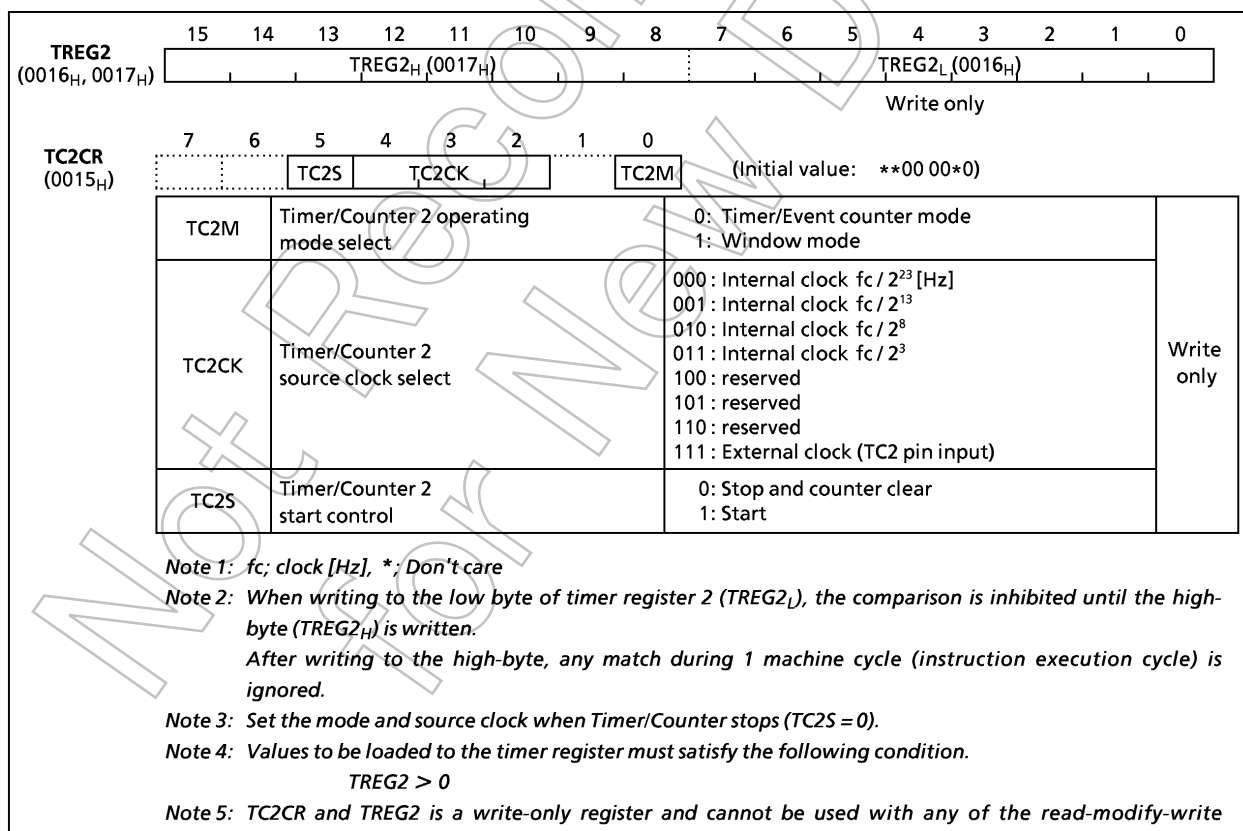 15 14 13 12 11 10 9 8 7 6 5 4 3 2 1 0
TREG2
(0016H, 0017H)
TREG2H (0017H) TREG2L (0016H)
Write only
7 6 5 4 3 2 1 0
TC2CR
(0015H)
TC2S TC2CK TC2M (Initial value: **00 00*0)
TC2M
Timer/Counter 2 operating
mode select
0: Timer/Event counter mode
1: Window mode
TC2CK
Timer/Counter 2
source clock select
000 : Internal clock fc / 2²³ [Hz]
001 : Internal clock fc / 2¹³
010 : Internal clock fc / 2⁸
011 : Internal clock fc / 2³
100 : reserved
101 : reserved
110 : reserved
111 : External clock (TC2 pin input)
TC2S
Timer/Counter 2
start control
0: Stop and counter clear
1: Start
Write
only
Note 1: fc; clock [Hz], *; Don't care
Note 2: When writing to the low byte of timer register 2 (TREG2L), the comparison is inhibited until the high-
byte (TREG2H) is written.
After writing to the high-byte, any match during 1 machine cycle (instruction execution cycle) is
ignored.
Note 3: Set the mode and source clock when Timer/Counter stops (TC2S = 0).
Note 4: Values to be loaded to the timer register must satisfy the following condition.
TREG2 > 0
Note 5: TC2CR and TREG2 is a write-only register and cannot be used with any of the read-modify-write
Not Recom
for New D